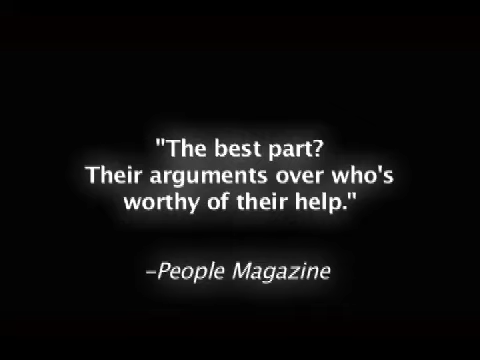 "The best part?
Their arguments over who's
worthy of their help."
–People Magazine